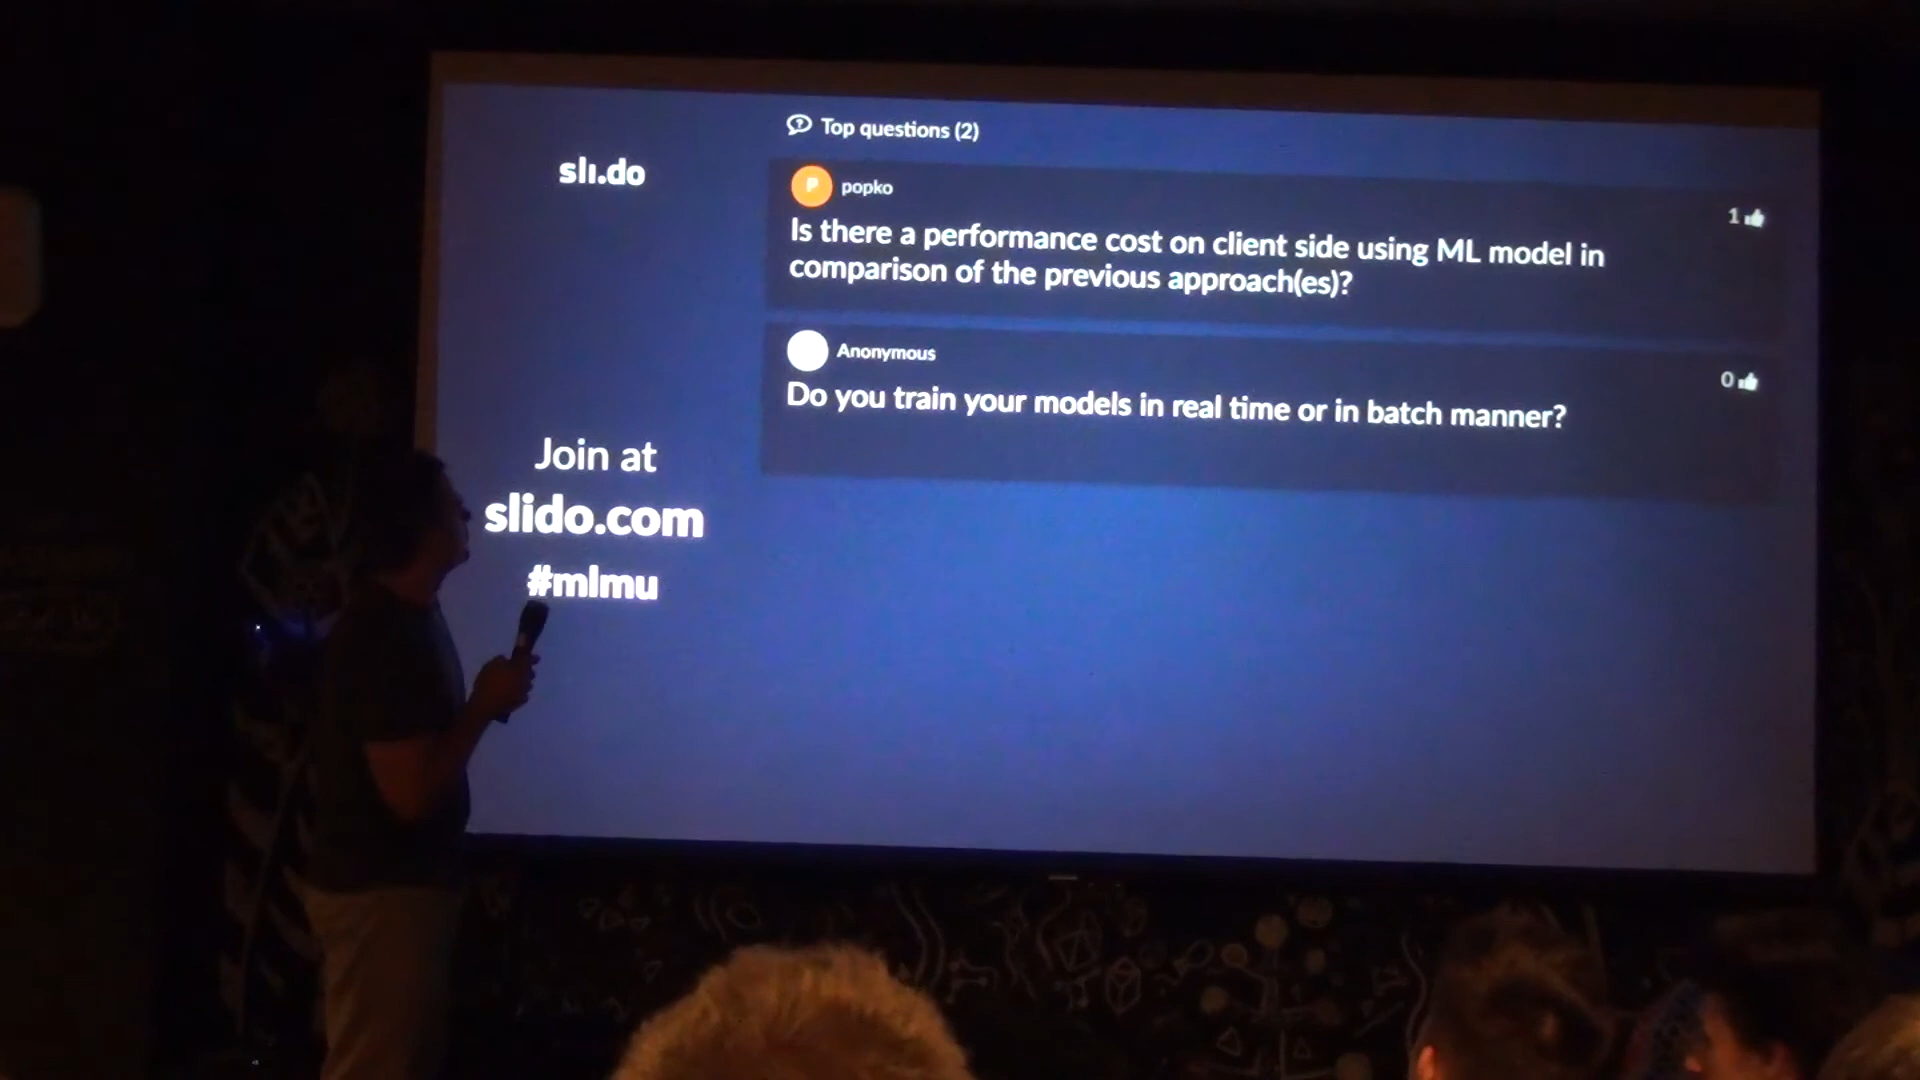 sli.do
Join at
slido.com
#mlmu
Top questions (2)
P popko
1
Is there a performance cost on client side using ML model in
comparison of the previous approach(es)?
Anonymous
0
Do you train your models in real time or in batch manner?